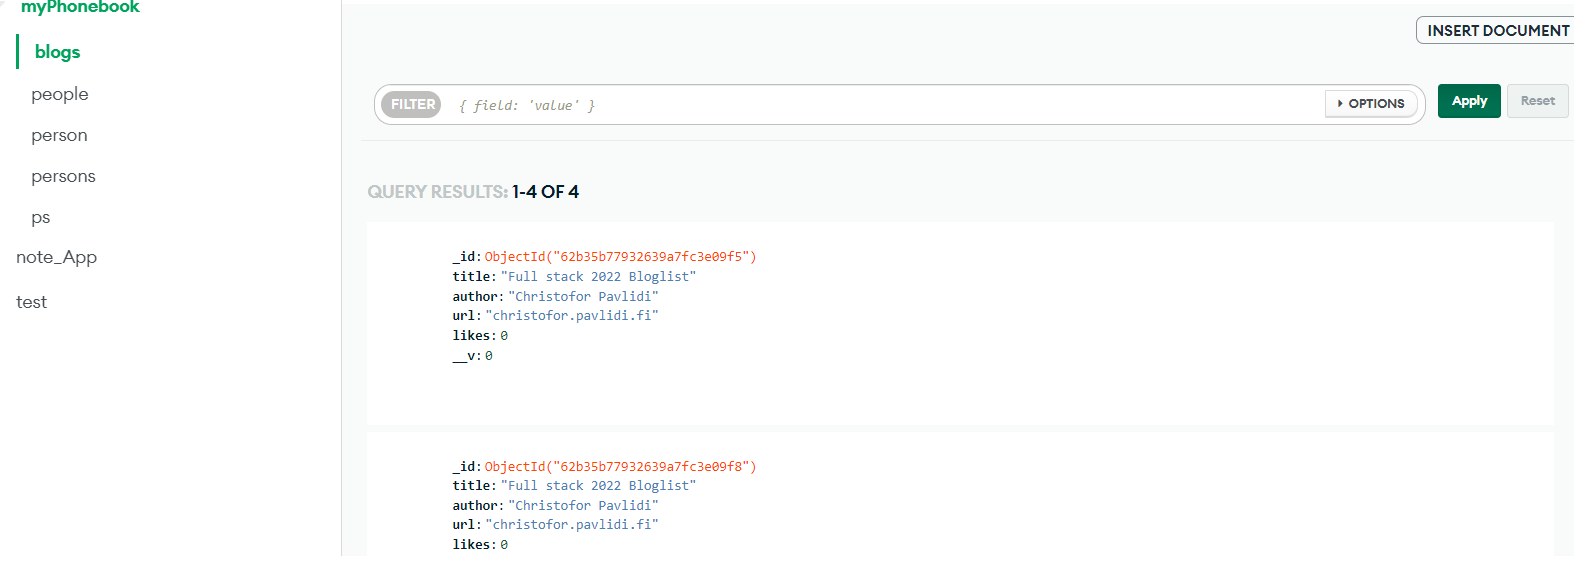 myPhonebook
blogs
people
person
persons
ps
note_App
test
INSERT DOCUMENT
FILTER { field: 'value' } OPTIONS Apply Reset
QUERY RESULTS: 1-4 OF 4
_id: ObjectId("62b35b77932639a7fc3e09f5")
title: "Full stack 2022 Bloglist"
author: "Christofor Pavlidi"
url: "christofor.pavlidi.fi"
likes: 0
__v: 0
_id: ObjectId("62b35b77932639a7fc3e09f8")
title: "Full stack 2022 Bloglist"
author: "Christofor Pavlidi"
url: "christofor.pavlidi.fi"
likes: 0